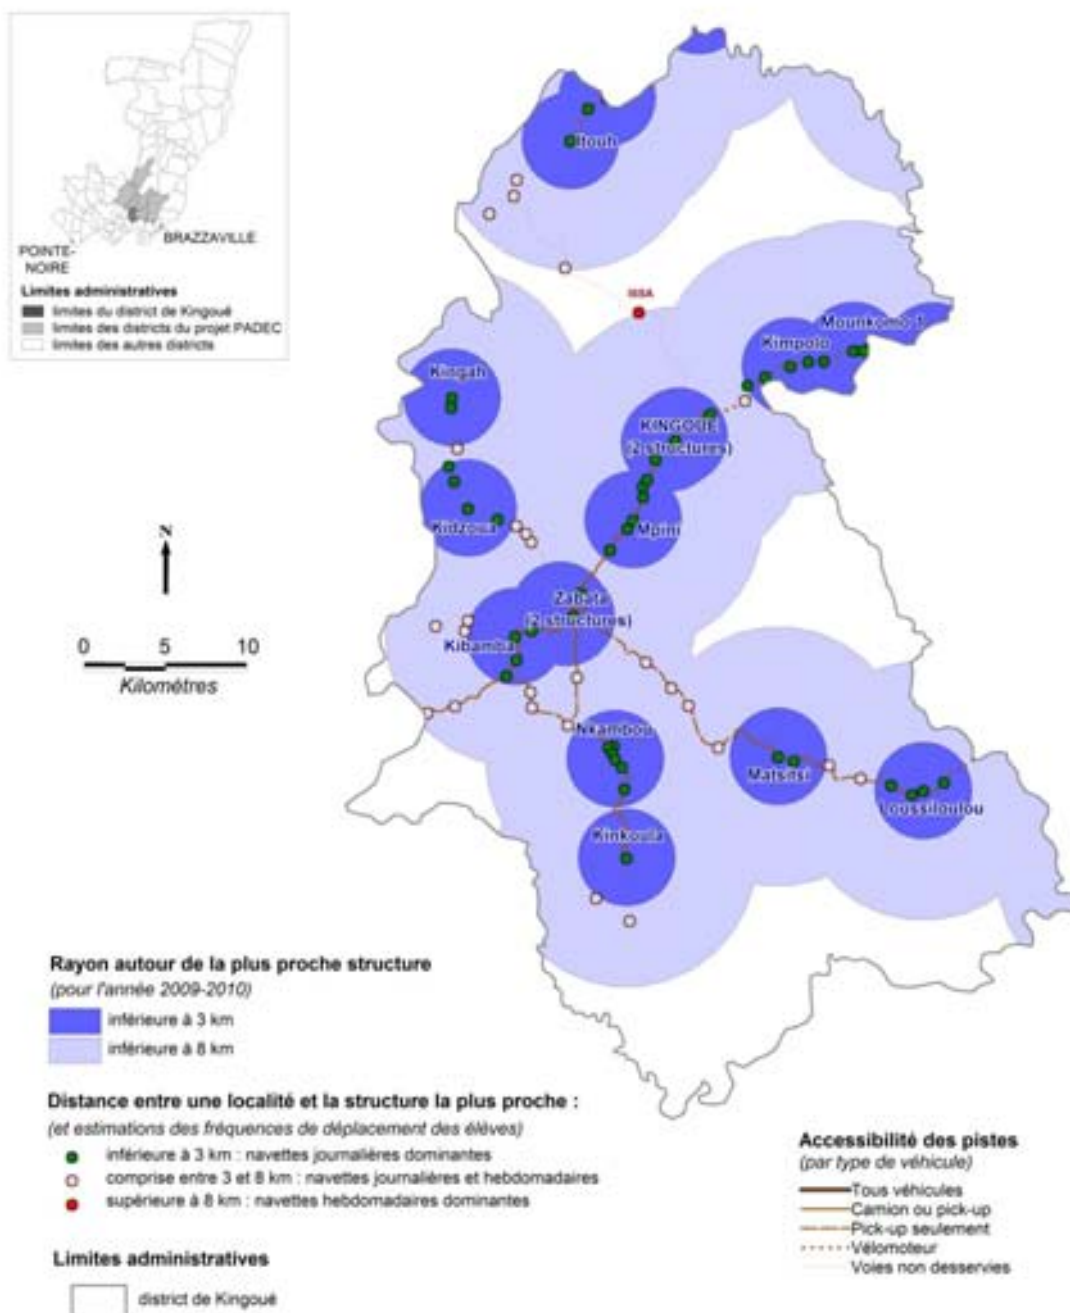 BRAZZAVILLE
POINTE-
NOIRE
Limites administratives
limites du district de Kingoué
limites des districts du projet PADEC
limites des autres districts
Itouh
ISSA
Mounkomo 1
Kimpolo
Kingah
KINGOUE
(2 structures)
Kidzoua
Mpini
N
Zabata
(2 structures)
Kibamba
0 5 10
Kilomètres
Nkambou
Matsitsi
Loussiloulou
Kinkoula
Rayon autour de la plus proche structure
(pour l'année 2009-2010)
inférieure à 3 km
inférieure à 8 km
Distance entre une localité et la structure la plus proche :
(et estimations des fréquences de déplacement des élèves)
inférieure à 3 km : navettes journalières dominantes
comprise entre 3 et 8 km : navettes journalières et hebdomadaires
supérieure à 8 km : navettes hebdomadaires dominantes
Accessibilité des pistes
(par type de véhicule)
Tous véhicules
Camion ou pick-up
Pick-up seulement
Vélomoteur
Voies non desservies
Limites administratives
district de Kingoué